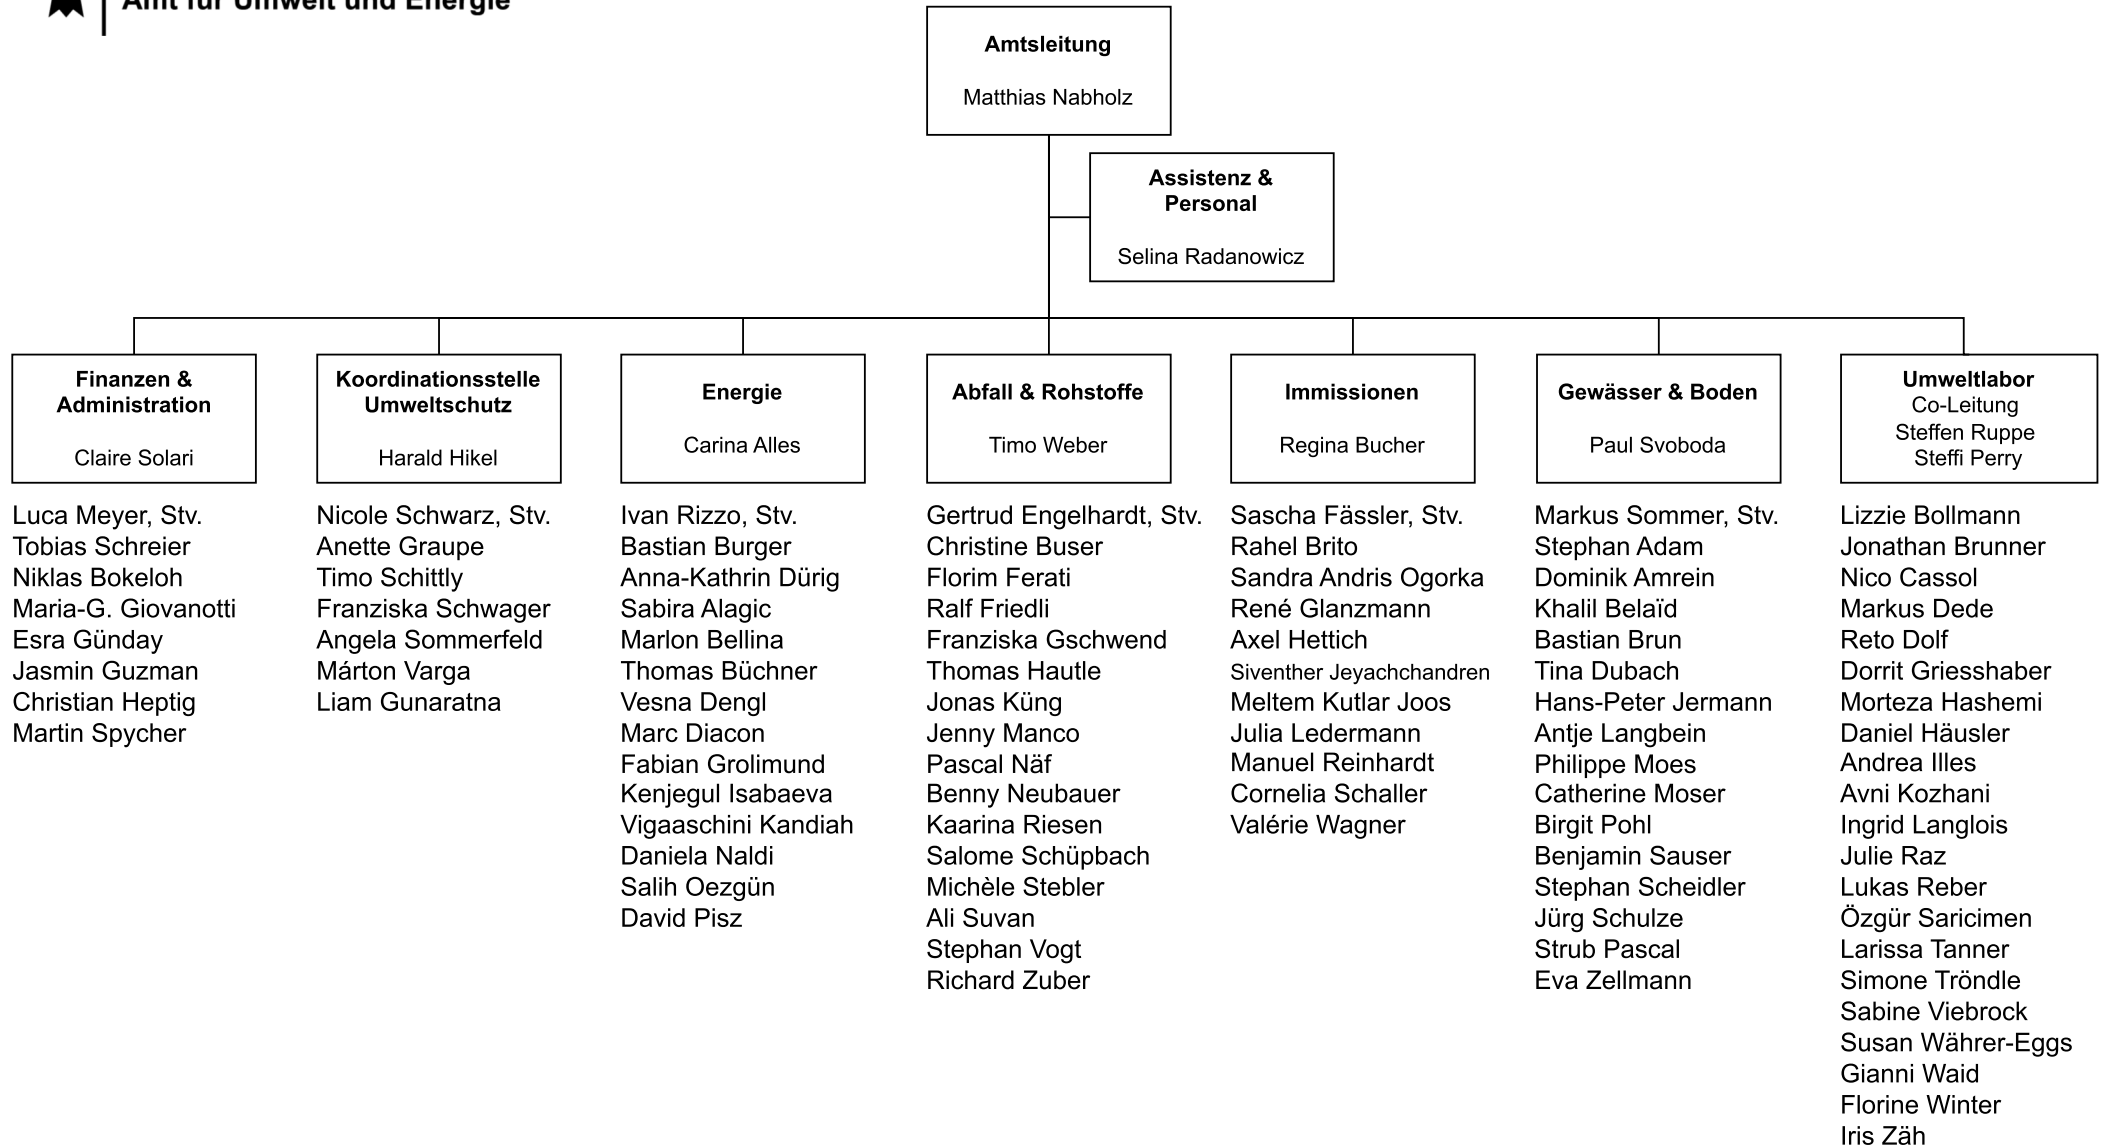 Amt für Umwelt und Energie
Amtsleitung
Matthias Nabholz
Assistenz &
Personal
Selina Radanowicz
Finanzen &
Administration
Claire Solari
Luca Meyer, Stv.
Tobias Schreier
Niklas Bokeloh
Maria-G. Giovanotti
Esra Günday
Jasmin Guzman
Christian Heptig
Martin Spycher
Koordinationsstelle
Umweltschutz
Harald Hikel
Nicole Schwarz, Stv.
Anette Graupe
Timo Schittly
Franziska Schwager
Angela Sommerfeld
Márton Varga
Liam Gunaratna
Energie
Carina Alles
Ivan Rizzo, Stv.
Bastian Burger
Anna-Kathrin Dürig
Sabira Alagic
Marlon Bellina
Thomas Büchner
Vesna Dengl
Marc Diacon
Fabian Grolimund
Kenjegul Isabaeva
Vigaaschini Kandiah
Daniela Naldi
Salih Oezgün
David Pisz
Abfall & Rohstoffe
Timo Weber
Gertrud Engelhardt, Stv.
Christine Buser
Florim Ferati
Ralf Friedli
Franziska Gschwend
Thomas Hautle
Jonas Küng
Jenny Manco
Pascal Näf
Benny Neubauer
Kaarina Riesen
Salome Schüpbach
Michèle Stebler
Ali Suvan
Stephan Vogt
Richard Zuber
Immissionen
Regina Bucher
Sascha Fässler, Stv.
Rahel Brito
Sandra Andris Ogorka
René Glanzmann
Axel Hettich
Siventher Jeyachchandren
Meltem Kutlar Joos
Julia Ledermann
Manuel Reinhardt
Cornelia Schaller
Valérie Wagner
Gewässer & Boden
Paul Svoboda
Markus Sommer, Stv.
Stephan Adam
Dominik Amrein
Khalil Belaïd
Bastian Brun
Tina Dubach
Hans-Peter Jermann
Antje Langbein
Philippe Moes
Catherine Moser
Birgit Pohl
Benjamin Sauser
Stephan Scheidler
Jürg Schulze
Strub Pascal
Eva Zellmann
Umweltlabor
Co-Leitung
Steffen Ruppe
Steffi Perry
Lizzie Bollmann
Jonathan Brunner
Nico Cassol
Markus Dede
Reto Dolf
Dorrit Griesshaber
Morteza Hashemi
Daniel Häusler
Andrea Illes
Avni Kozhani
Ingrid Langlois
Julie Raz
Lukas Reber
Özgür Saricimen
Larissa Tanner
Simone Tröndle
Sabine Viebrock
Susan Währer-Eggs
Gianni Waid
Florine Winter
Iris Zäh